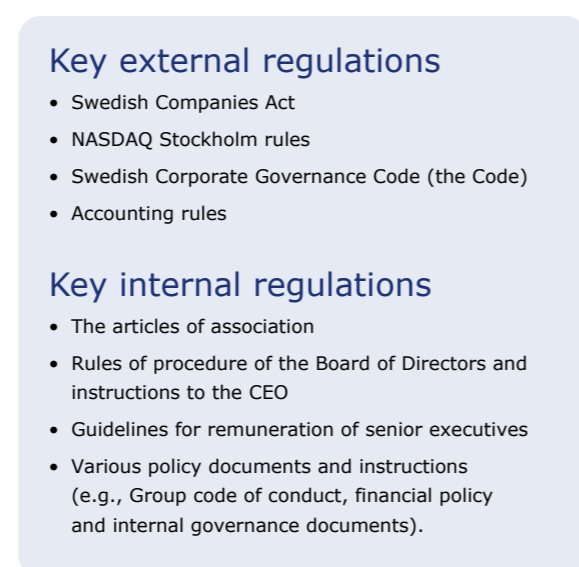 Key external regulations
• Swedish Companies Act
• NASDAQ Stockholm rules
• Swedish Corporate Governance Code (the Code)
• Accounting rules
Key internal regulations
• The articles of association
• Rules of procedure of the Board of Directors and
instructions to the CEO
• Guidelines for remuneration of senior executives
• Various policy documents and instructions
(e.g., Group code of conduct, financial policy
and internal governance documents).